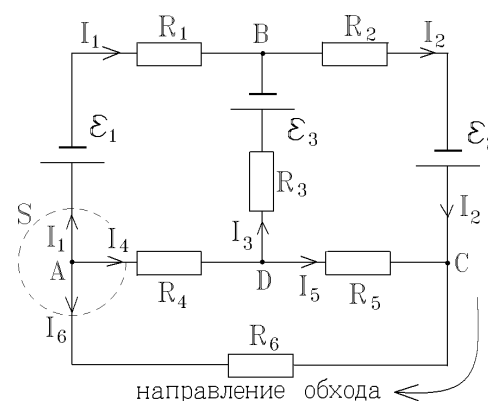 I₁ R₁ B R₂ I₂
ℰ₁ ℰ₃
R₃ I₂
S I₁ I₄ I₃ C
A R₄ D I₅ R₅
I₆ R₆
направление обхода